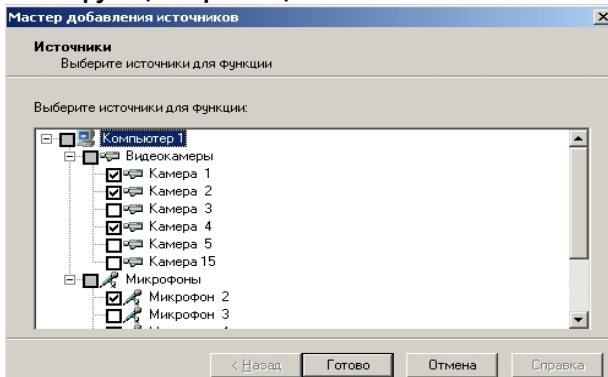 Мастер добавления источников
Источники
Выберите источники для функции
Выберите источники для функции:
Компьютер 1
Видеокамеры
Камера 1
Камера 2
Камера 3
Камера 4
Камера 5
Камера 15
Микрофоны
Микрофон 2
Микрофон 3
< Назад Готово Отмена Справка